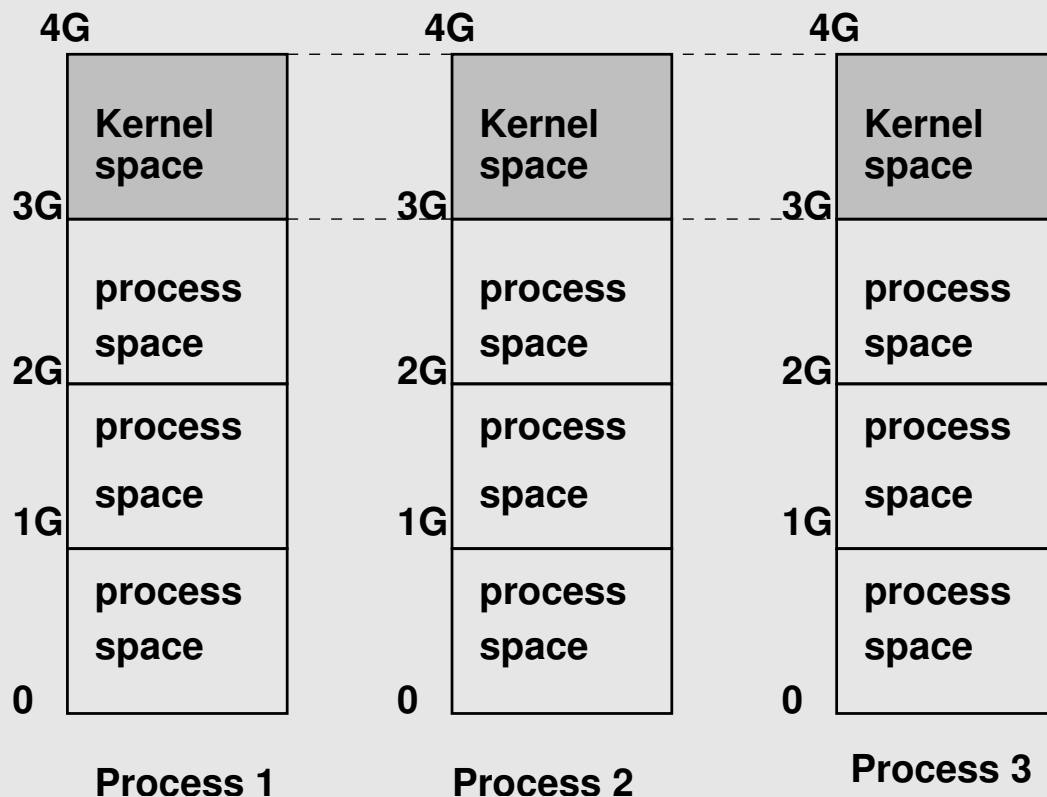 4G
4G
4G
Kernel
space
Kernel
space
Kernel
space
3G
3G
3G
process
space
process
space
process
space
2G
2G
2G
process
space
process
space
process
space
1G
1G
1G
process
space
process
space
process
space
0
0
0
Process 1
Process 2
Process 3